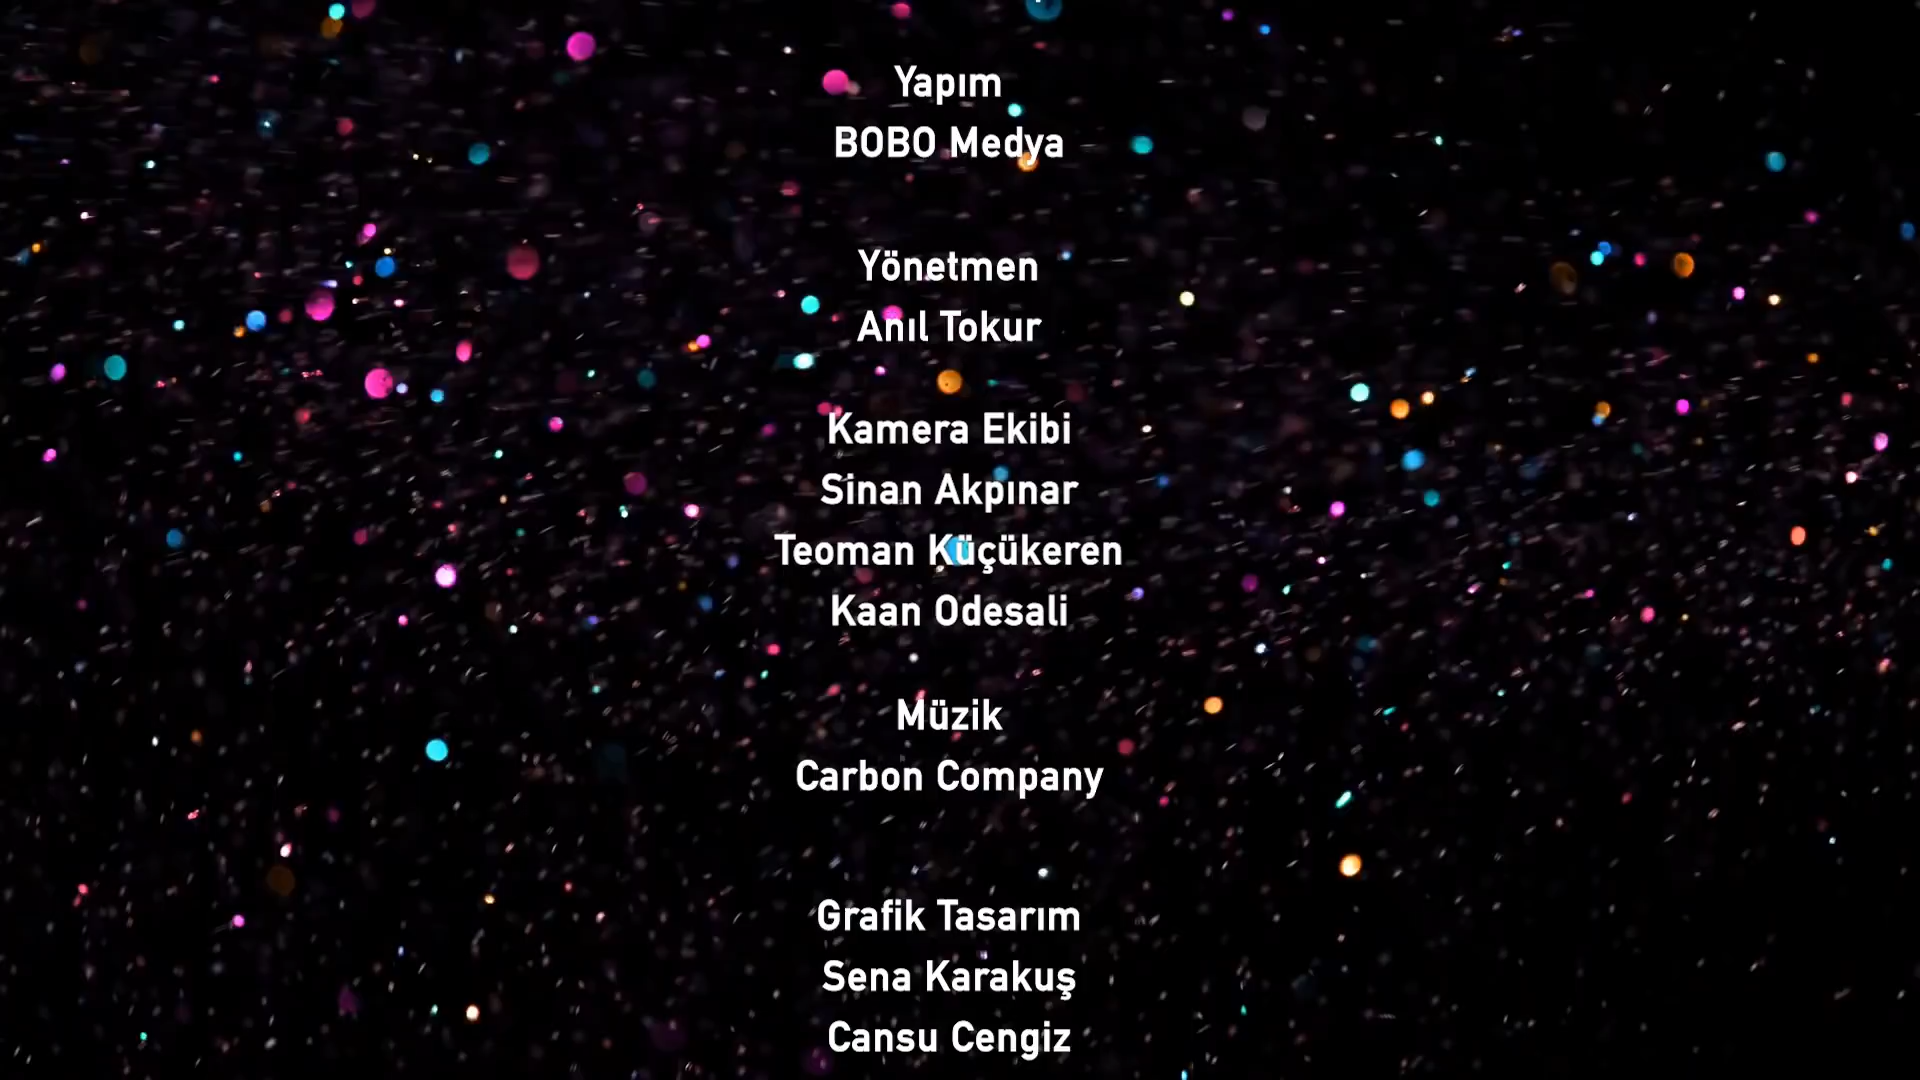 Yapım
BOBO Medya
Yönetmen
Anıl Tokur
Kamera Ekibi
Sinan Akpınar
Teoman Küçükeren
Kaan Odesali
Müzik
Carbon Company
Grafik Tasarım
Sena Karakuş
Cansu Cengiz